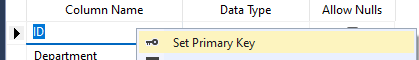 Column Name Data Type Allow Nulls
ID
Set Primary Key
Department